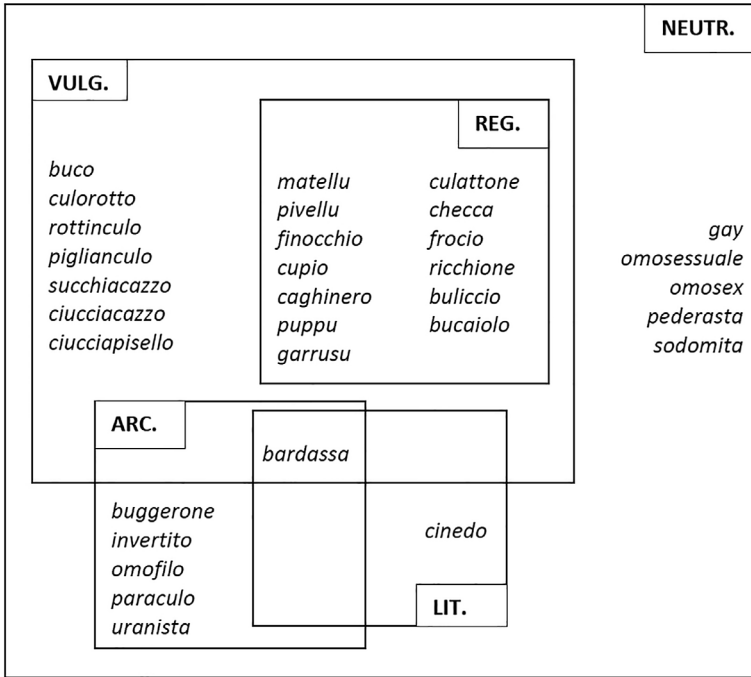 NEUTR.
VULG.
REG.
buco
culorotto
rottinculo
piglianculo
succhiacazzo
ciucciacazzo
ciucciapisello
matellu
pivellu
finocchio
cupio
caghinero
puppu
garrusu
culattone
checca
frocio
ricchione
buliccio
bucaiolo
gay
omosessuale
omosex
pederasta
sodomita
ARC.
bardassa
buggerone
invertito
omofilo
paraculo
uranista
cinedo
LIT.